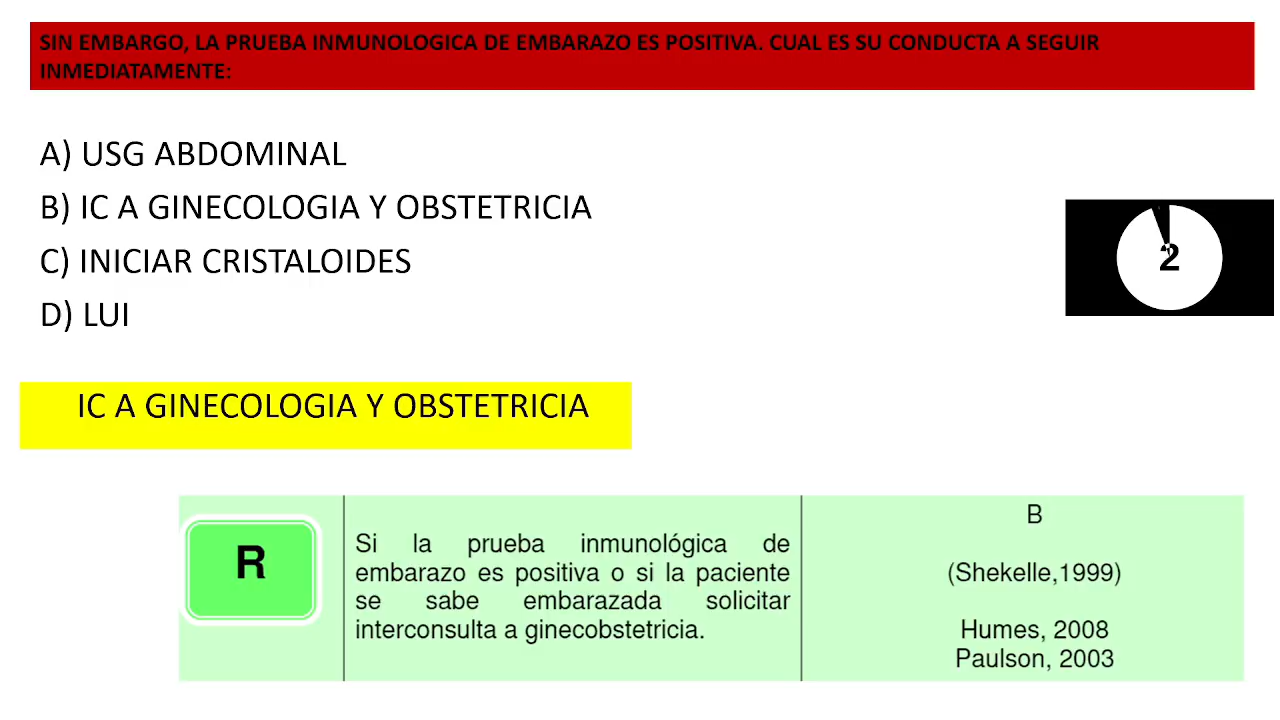 SIN EMBARGO, LA PRUEBA INMUNOLOGICA DE EMBARAZO ES POSITIVA. CUAL ES SU CONDUCTA A SEGUIR
INMEDIATAMENTE:
A) USG ABDOMINAL
B) IC A GINECOLOGIA Y OBSTETRICIA
C) INICIAR CRISTALOIDES
D) LUI
2
IC A GINECOLOGIA Y OBSTETRICIA
R
Si la prueba inmunológica de
embarazo es positiva o si la paciente
se sabe embarazada solicitar
interconsulta a ginecobstetricia.
B
(Shekelle,1999)
Humes, 2008
Paulson, 2003